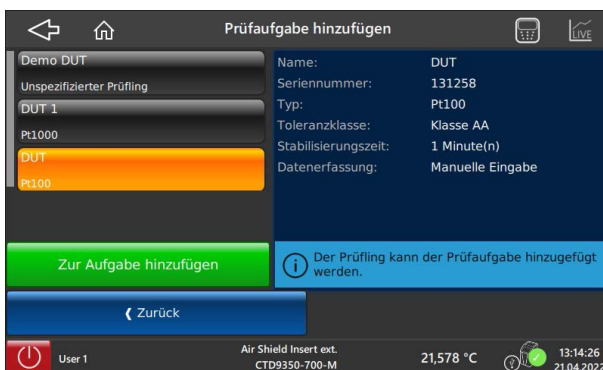 Prüfaufgabe hinzufügen
LIVE
Demo DUT
Unspezifizierter Prüfling
DUT 1
Pt1000
DUT
Pt100
Name: DUT
Seriennummer: 131258
Typ: Pt100
Toleranzklasse: Klasse AA
Stabilisierungszeit: 1 Minute(n)
Datenerfassung: Manuelle Eingabe
Zur Aufgabe hinzufügen
Der Prüfling kann der Prüfaufgabe hinzugefügt
werden.
❰ Zurück
User 1
Air Shield Insert ext.
CTD9350-700-M
21,578 °C
13:14:26
21.04.2022